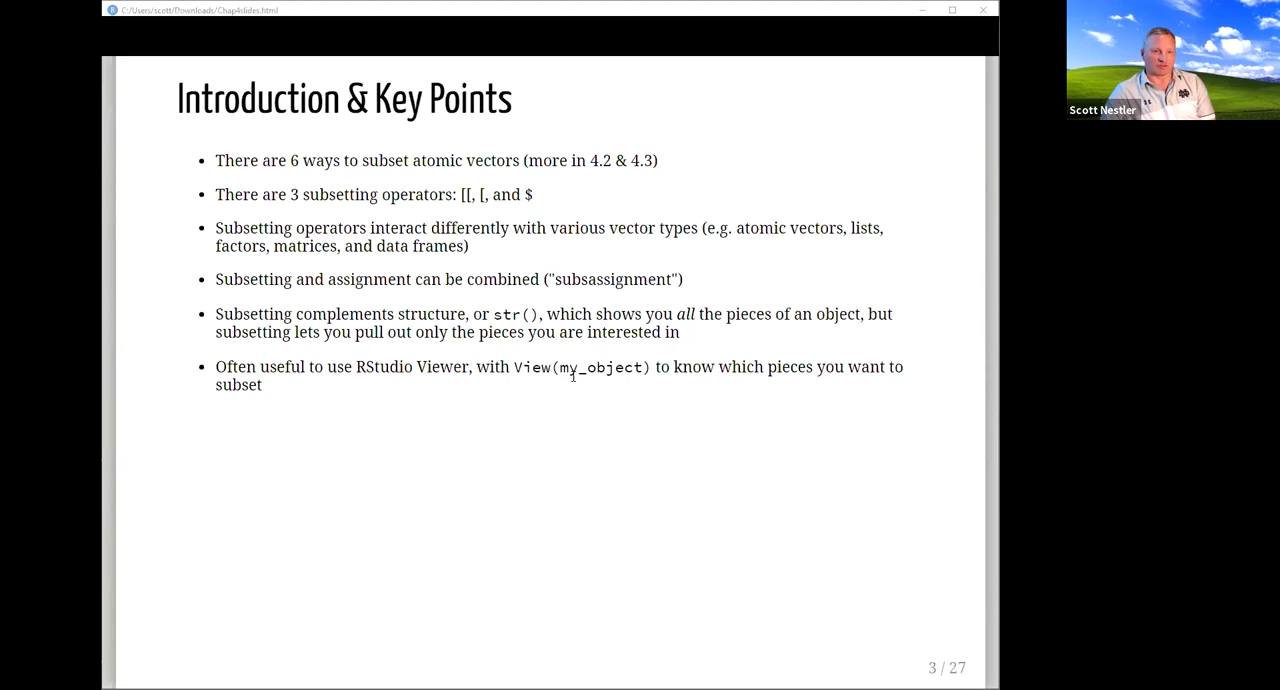 C:/Users/scott/Downloads/Chap4slides.html
Scott Nestler
Introduction & Key Points
• There are 6 ways to subset atomic vectors (more in 4.2 & 4.3)
• There are 3 subsetting operators: [[, [, and $
• Subsetting operators interact differently with various vector types (e.g. atomic vectors, lists,
factors, matrices, and data frames)
• Subsetting and assignment can be combined ("subsassignment")
• Subsetting complements structure, or str(), which shows you all the pieces of an object, but
subsetting lets you pull out only the pieces you are interested in
• Often useful to use RStudio Viewer, with View(my_object) to know which pieces you want to
subset
3 / 27